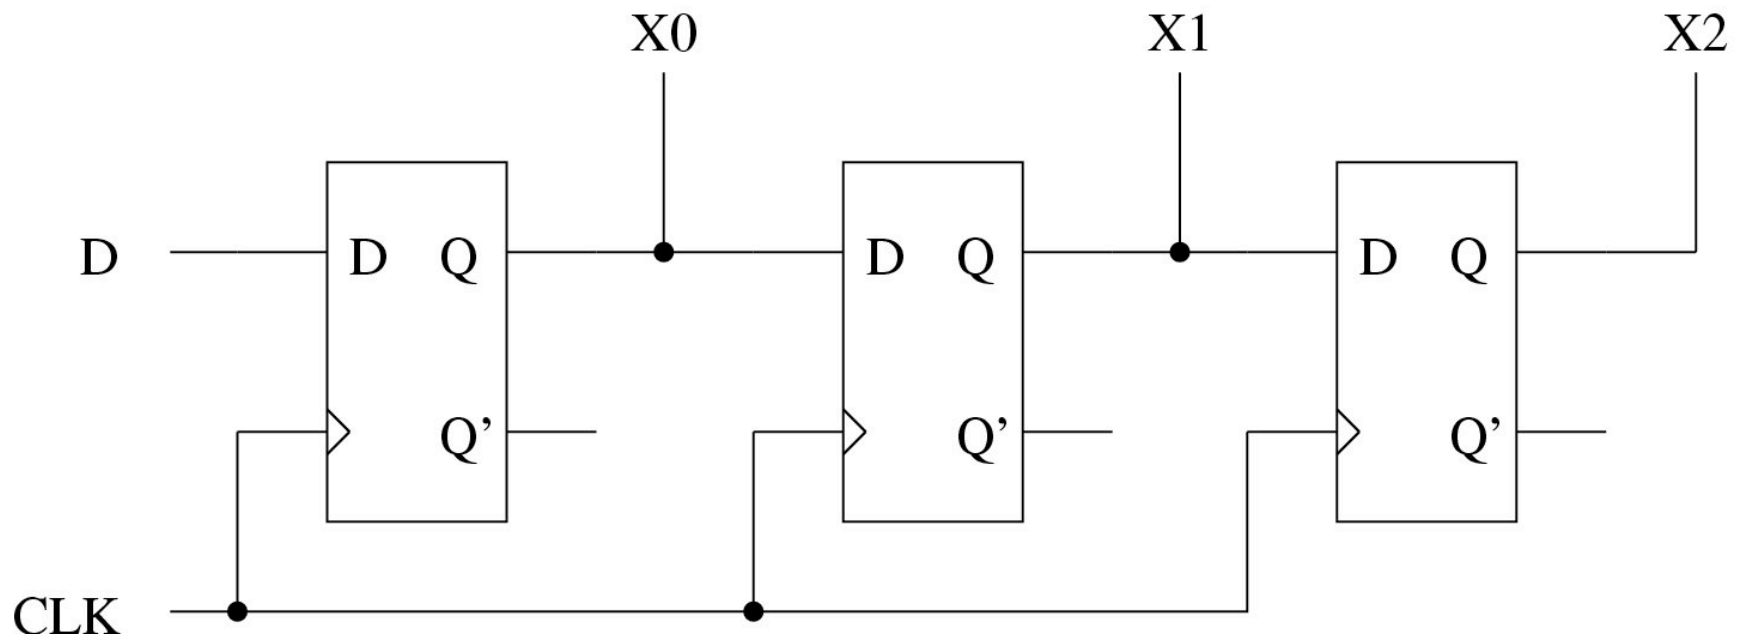 X0 X1 X2
D D Q D Q D Q
Q’ Q’ Q’
CLK